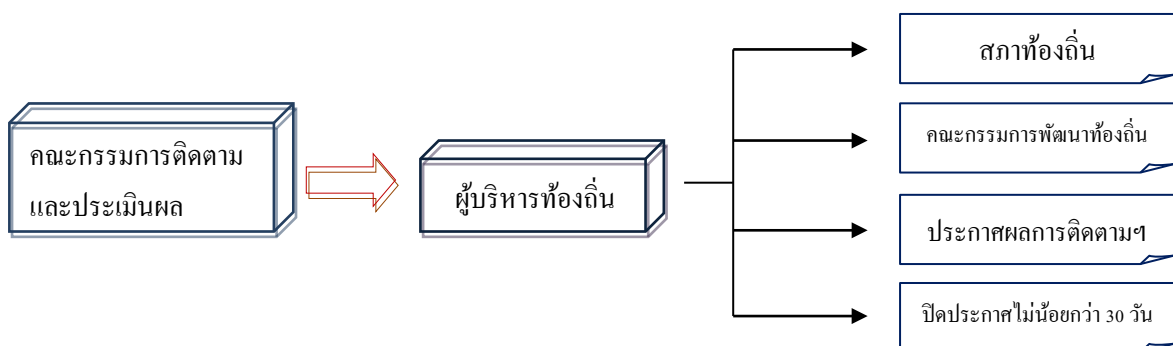 คณะกรรมการติดตาม
และประเมินผล
ผู้บริหารท้องถิ่น
สภาท้องถิ่น
คณะกรรมการพัฒนาท้องถิ่น
ประกาศผลการติดตามฯ
ปิดประกาศไม่น้อยกว่า 30 วัน